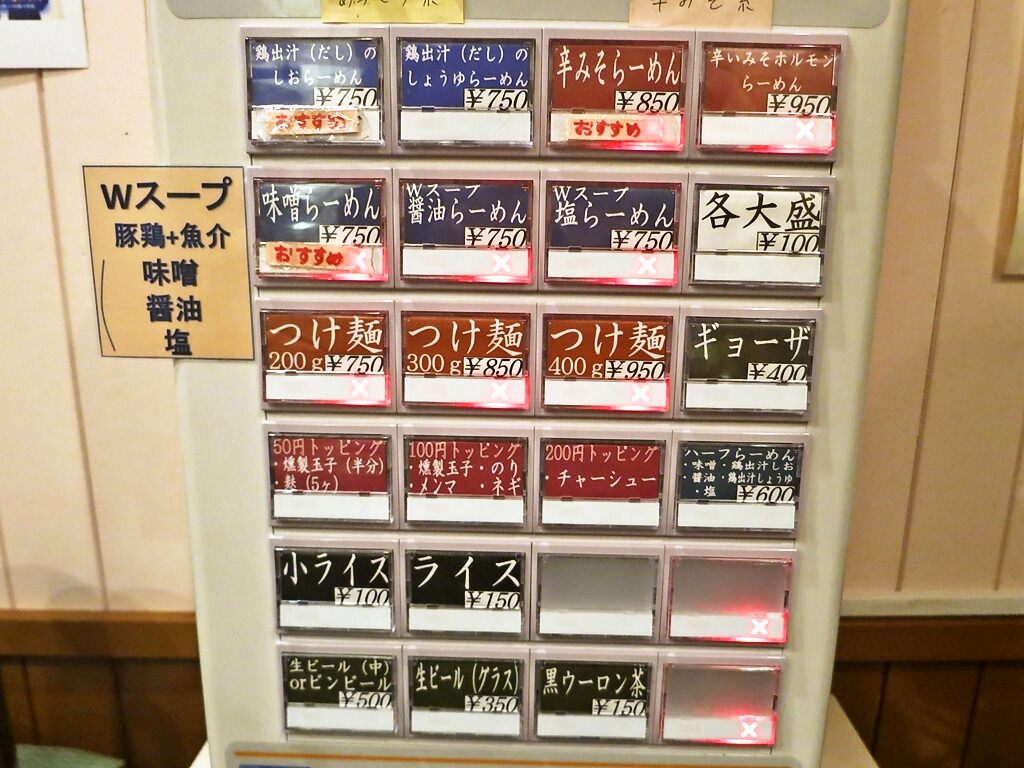 鶏出汁（だし）の
しおらーめん
¥750
おすすめ
鶏出汁（だし）の
しょうゆらーめん
¥750
辛みそらーめん
¥850
おすすめ
辛いみそホルモン
らーめん
¥950
×
Wスープ
豚鶏+魚介
味噌
醤油
塩
味噌らーめん
¥750
おすすめ
Wスープ
醤油らーめん
¥750
×
Wスープ
塩らーめん
¥750
×
各大盛
¥100
つけ麺
200g ¥750
×
つけ麺
300g ¥850
×
つけ麺
400g ¥950
×
ギョーザ
¥400
50円トッピング
・燻製玉子（半分）
・麩（5ヶ）
100円トッピング
・燻製玉子・のり
・メンマ・ネギ
200円トッピング
・チャーシュー
ハーフらーめん
・味噌・鶏出汁しお
・醤油・鶏出汁しょうゆ
・塩 ¥600
小ライス
¥100
ライス
¥150
×
生ビール（中）
orビンビール
¥500
生ビール（グラス）
¥350
黒ウーロン茶
¥150
×